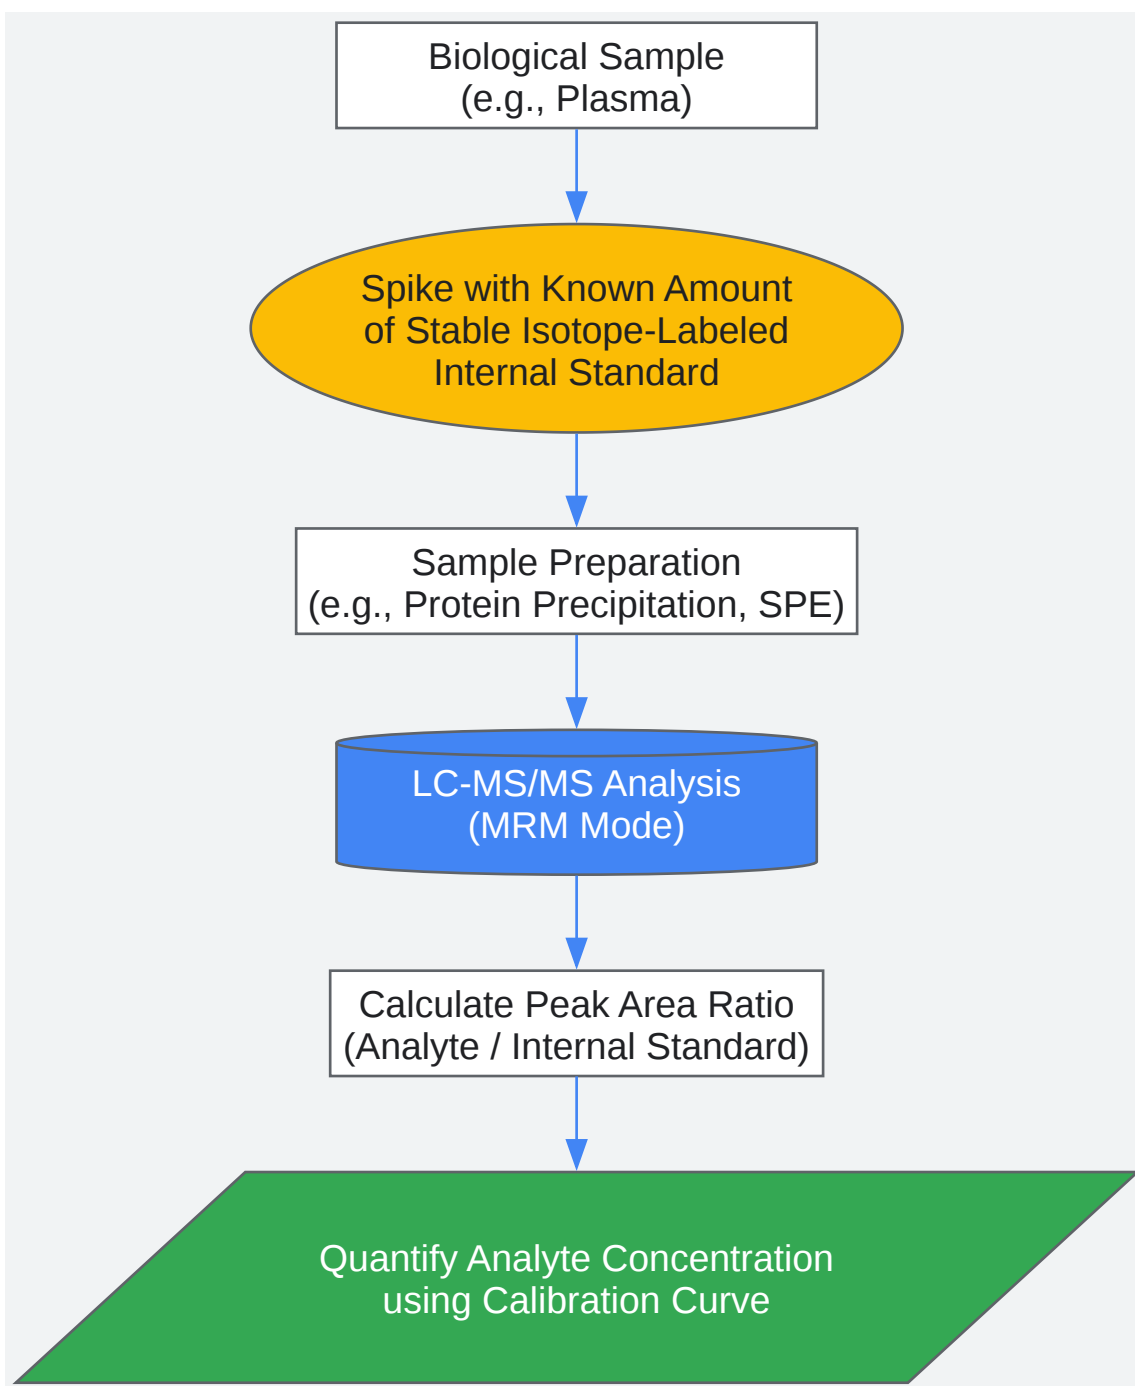 Biological Sample
(e.g., Plasma)
Spike with Known Amount
of Stable Isotope-Labeled
Internal Standard
Sample Preparation
(e.g., Protein Precipitation, SPE)
LC-MS/MS Analysis
(MRM Mode)
Calculate Peak Area Ratio
(Analyte / Internal Standard)
Quantify Analyte Concentration
using Calibration Curve